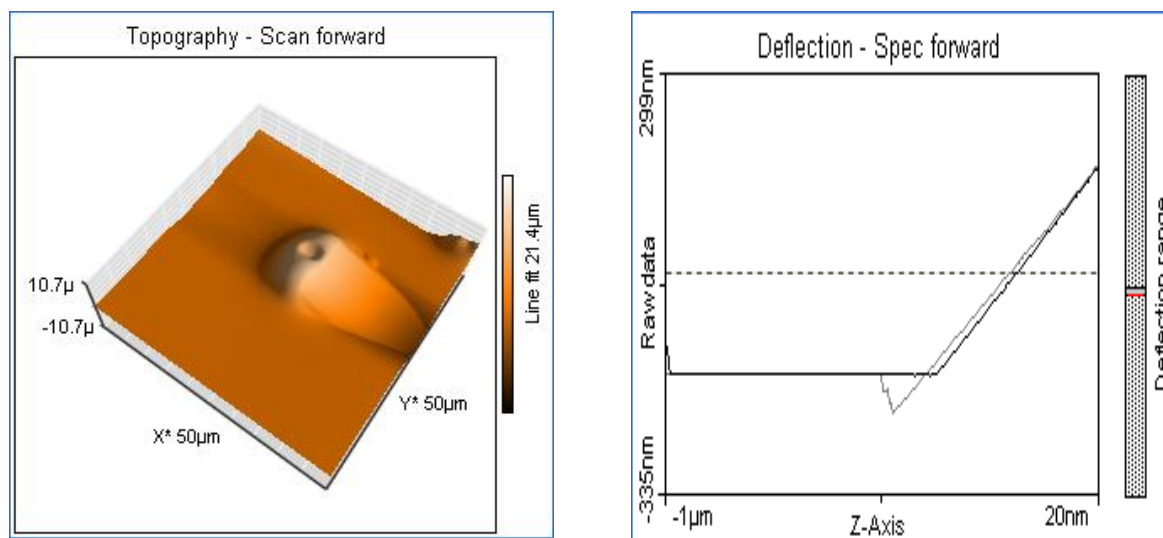 Topography - Scan forward
10.7µ
-10.7µ
X* 50µm
Y* 50µm
Line fit 21.4µm
Deflection - Spec forward
299nm
Raw data
-335nm
-1µm
Z-Axis
20nm
Deflection range